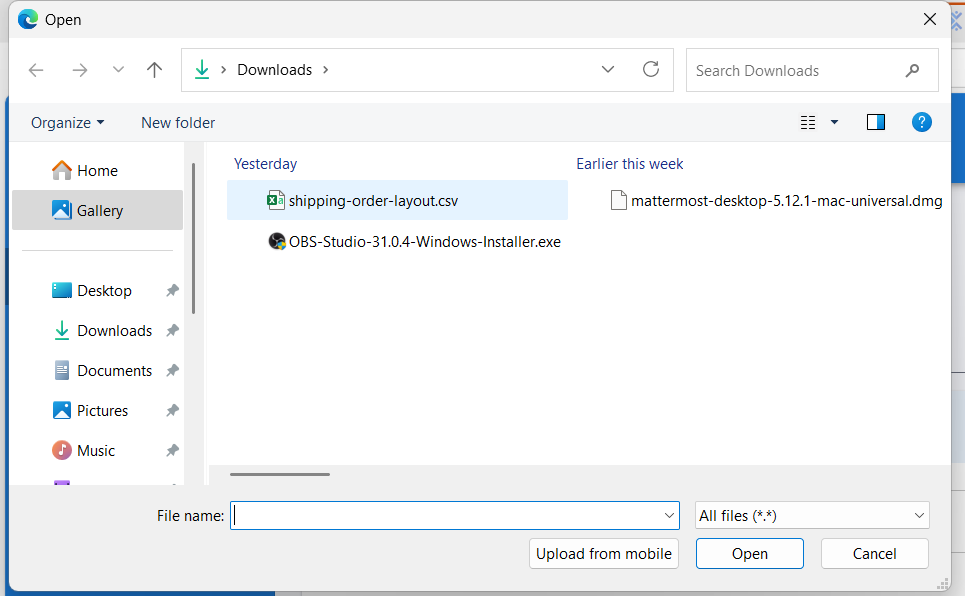 Open
Downloads
Search Downloads
Organize
New folder
?
Home
Gallery
Desktop
Downloads
Documents
Pictures
Music
Yesterday
shipping-order-layout.csv
OBS-Studio-31.0.4-Windows-Installer.exe
Earlier this week
mattermost-desktop-5.12.1-mac-universal.dmg
File name:
All files (*.*)
Upload from mobile
Open
Cancel